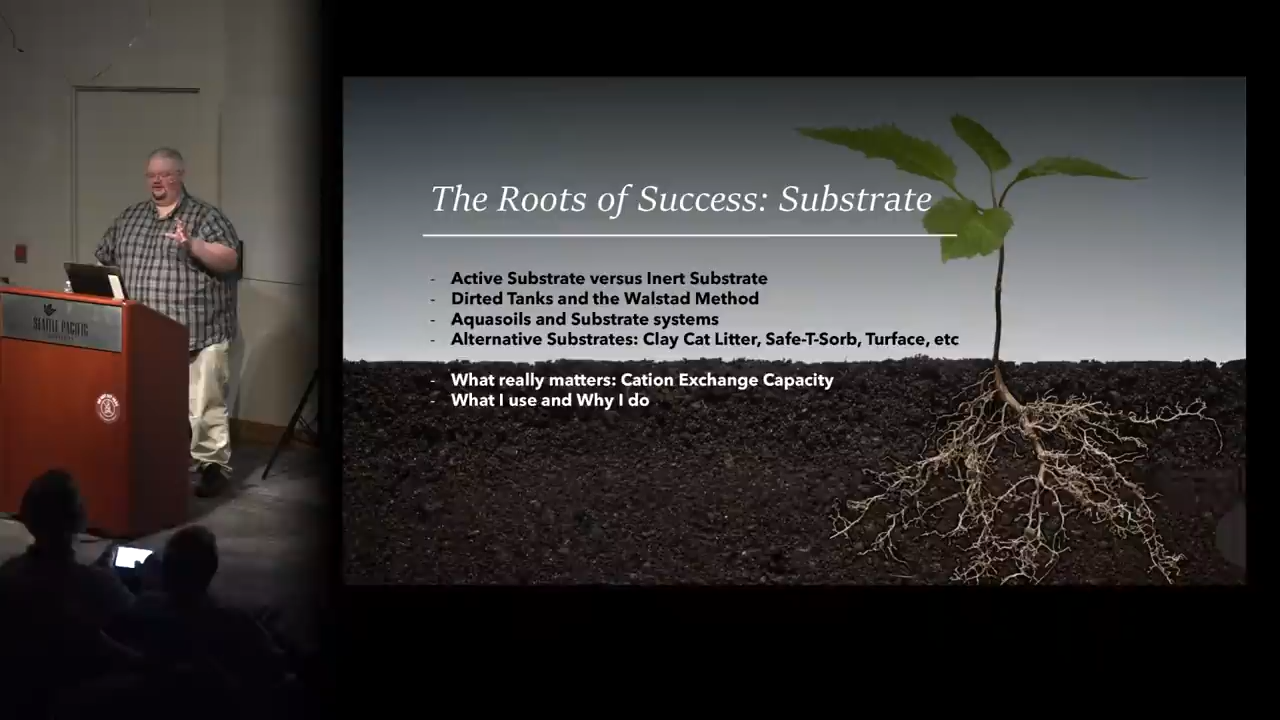 The Roots of Success: Substrate
- Active Substrate versus Inert Substrate
- Dirted Tanks and the Walstad Method
- Aquasoils and Substrate systems
- Alternative Substrates: Clay Cat Litter, Safe-T-Sorb, Turface, etc
- What really matters: Cation Exchange Capacity
- What I use and Why I do
SEATTLE PACIFIC